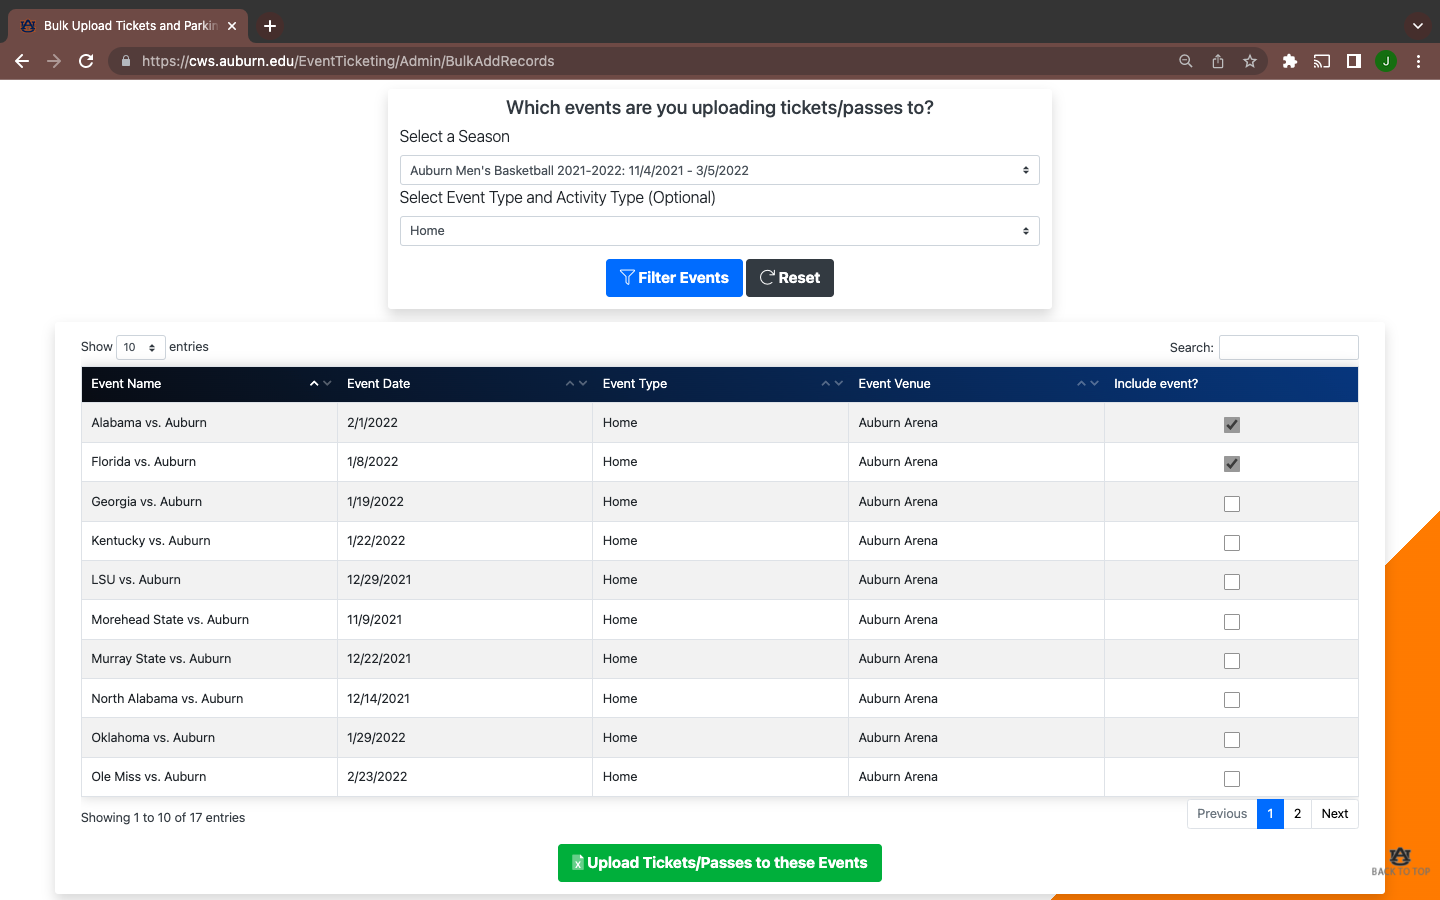 Bulk Upload Tickets and Parkin
https://cws.auburn.edu/EventTicketing/Admin/BulkAddRecords
J
Which events are you uploading tickets/passes to?
Select a Season
Auburn Men's Basketball 2021-2022: 11/4/2021 - 3/5/2022
Select Event Type and Activity Type (Optional)
Home
Filter Events Reset
Show 10 entries Search:
Event Name Event Date Event Type Event Venue Include event?
Alabama vs. Auburn 2/1/2022 Home Auburn Arena
Florida vs. Auburn 1/8/2022 Home Auburn Arena
Georgia vs. Auburn 1/19/2022 Home Auburn Arena
Kentucky vs. Auburn 1/22/2022 Home Auburn Arena
LSU vs. Auburn 12/29/2021 Home Auburn Arena
Morehead State vs. Auburn 11/9/2021 Home Auburn Arena
Murray State vs. Auburn 12/22/2021 Home Auburn Arena
North Alabama vs. Auburn 12/14/2021 Home Auburn Arena
Oklahoma vs. Auburn 1/29/2022 Home Auburn Arena
Ole Miss vs. Auburn 2/23/2022 Home Auburn Arena
Showing 1 to 10 of 17 entries Previous 1 2 Next
Upload Tickets/Passes to these Events
BACK TO TOP